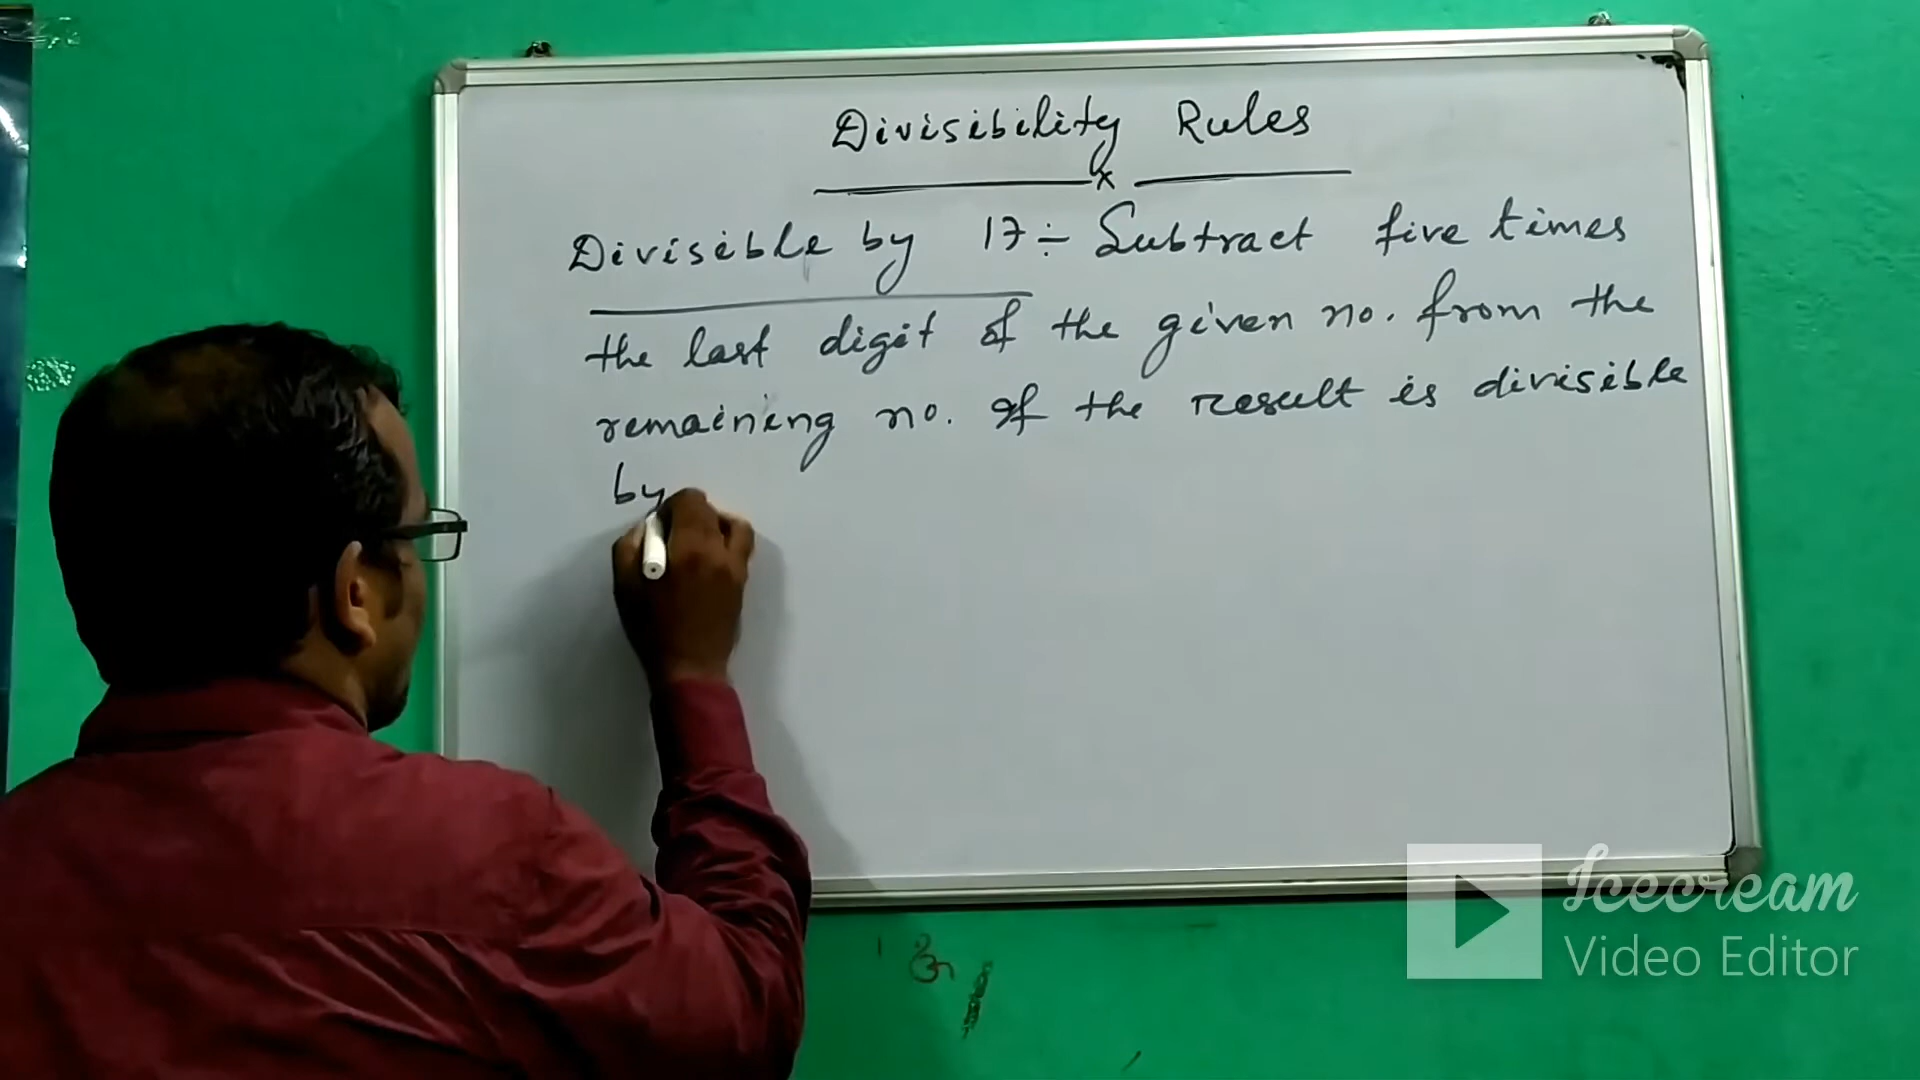 Divisibility Rules
x
Divisible by 17 ÷ Subtract five times
the last digit of the given no. from the
remaining no. If the result is divisible
by
Icecream
Video Editor